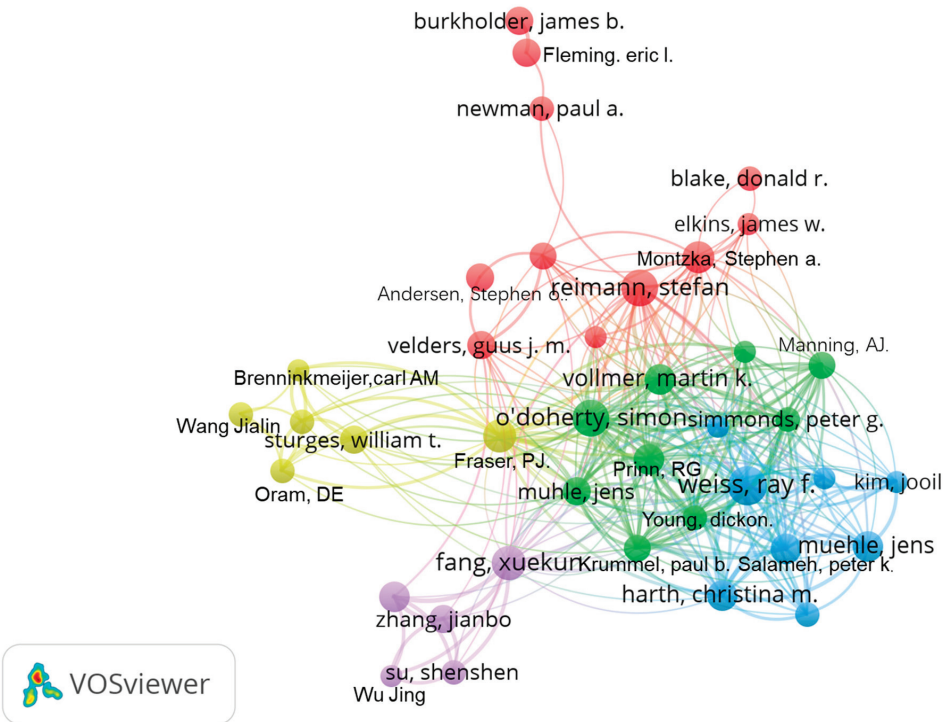 burkholder, james b.
Fleming. eric l.
newman, paul a.
blake, donald r.
elkins, james w.
Montzka, Stephen a.
reimann, stefan
Andersen, Stephen o..
velders, guus j. m.
Manning, AJ.
Brenninkmeijer,carl AM
vollmer, martin k.
Wang Jialin
o'doherty, simon
simmonds, peter g.
sturges, william t.
Fraser, PJ.
Prinn, RG
Oram, DE
muhle, jens
weiss, ray f.
kim, jooil
Young, dickon.
muehle, jens
fang, xuekun
Krummel, paul b.
Salameh, peter k.
harth, christina m.
zhang, jianbo
su, shenshen
Wu Jing
VOSviewer